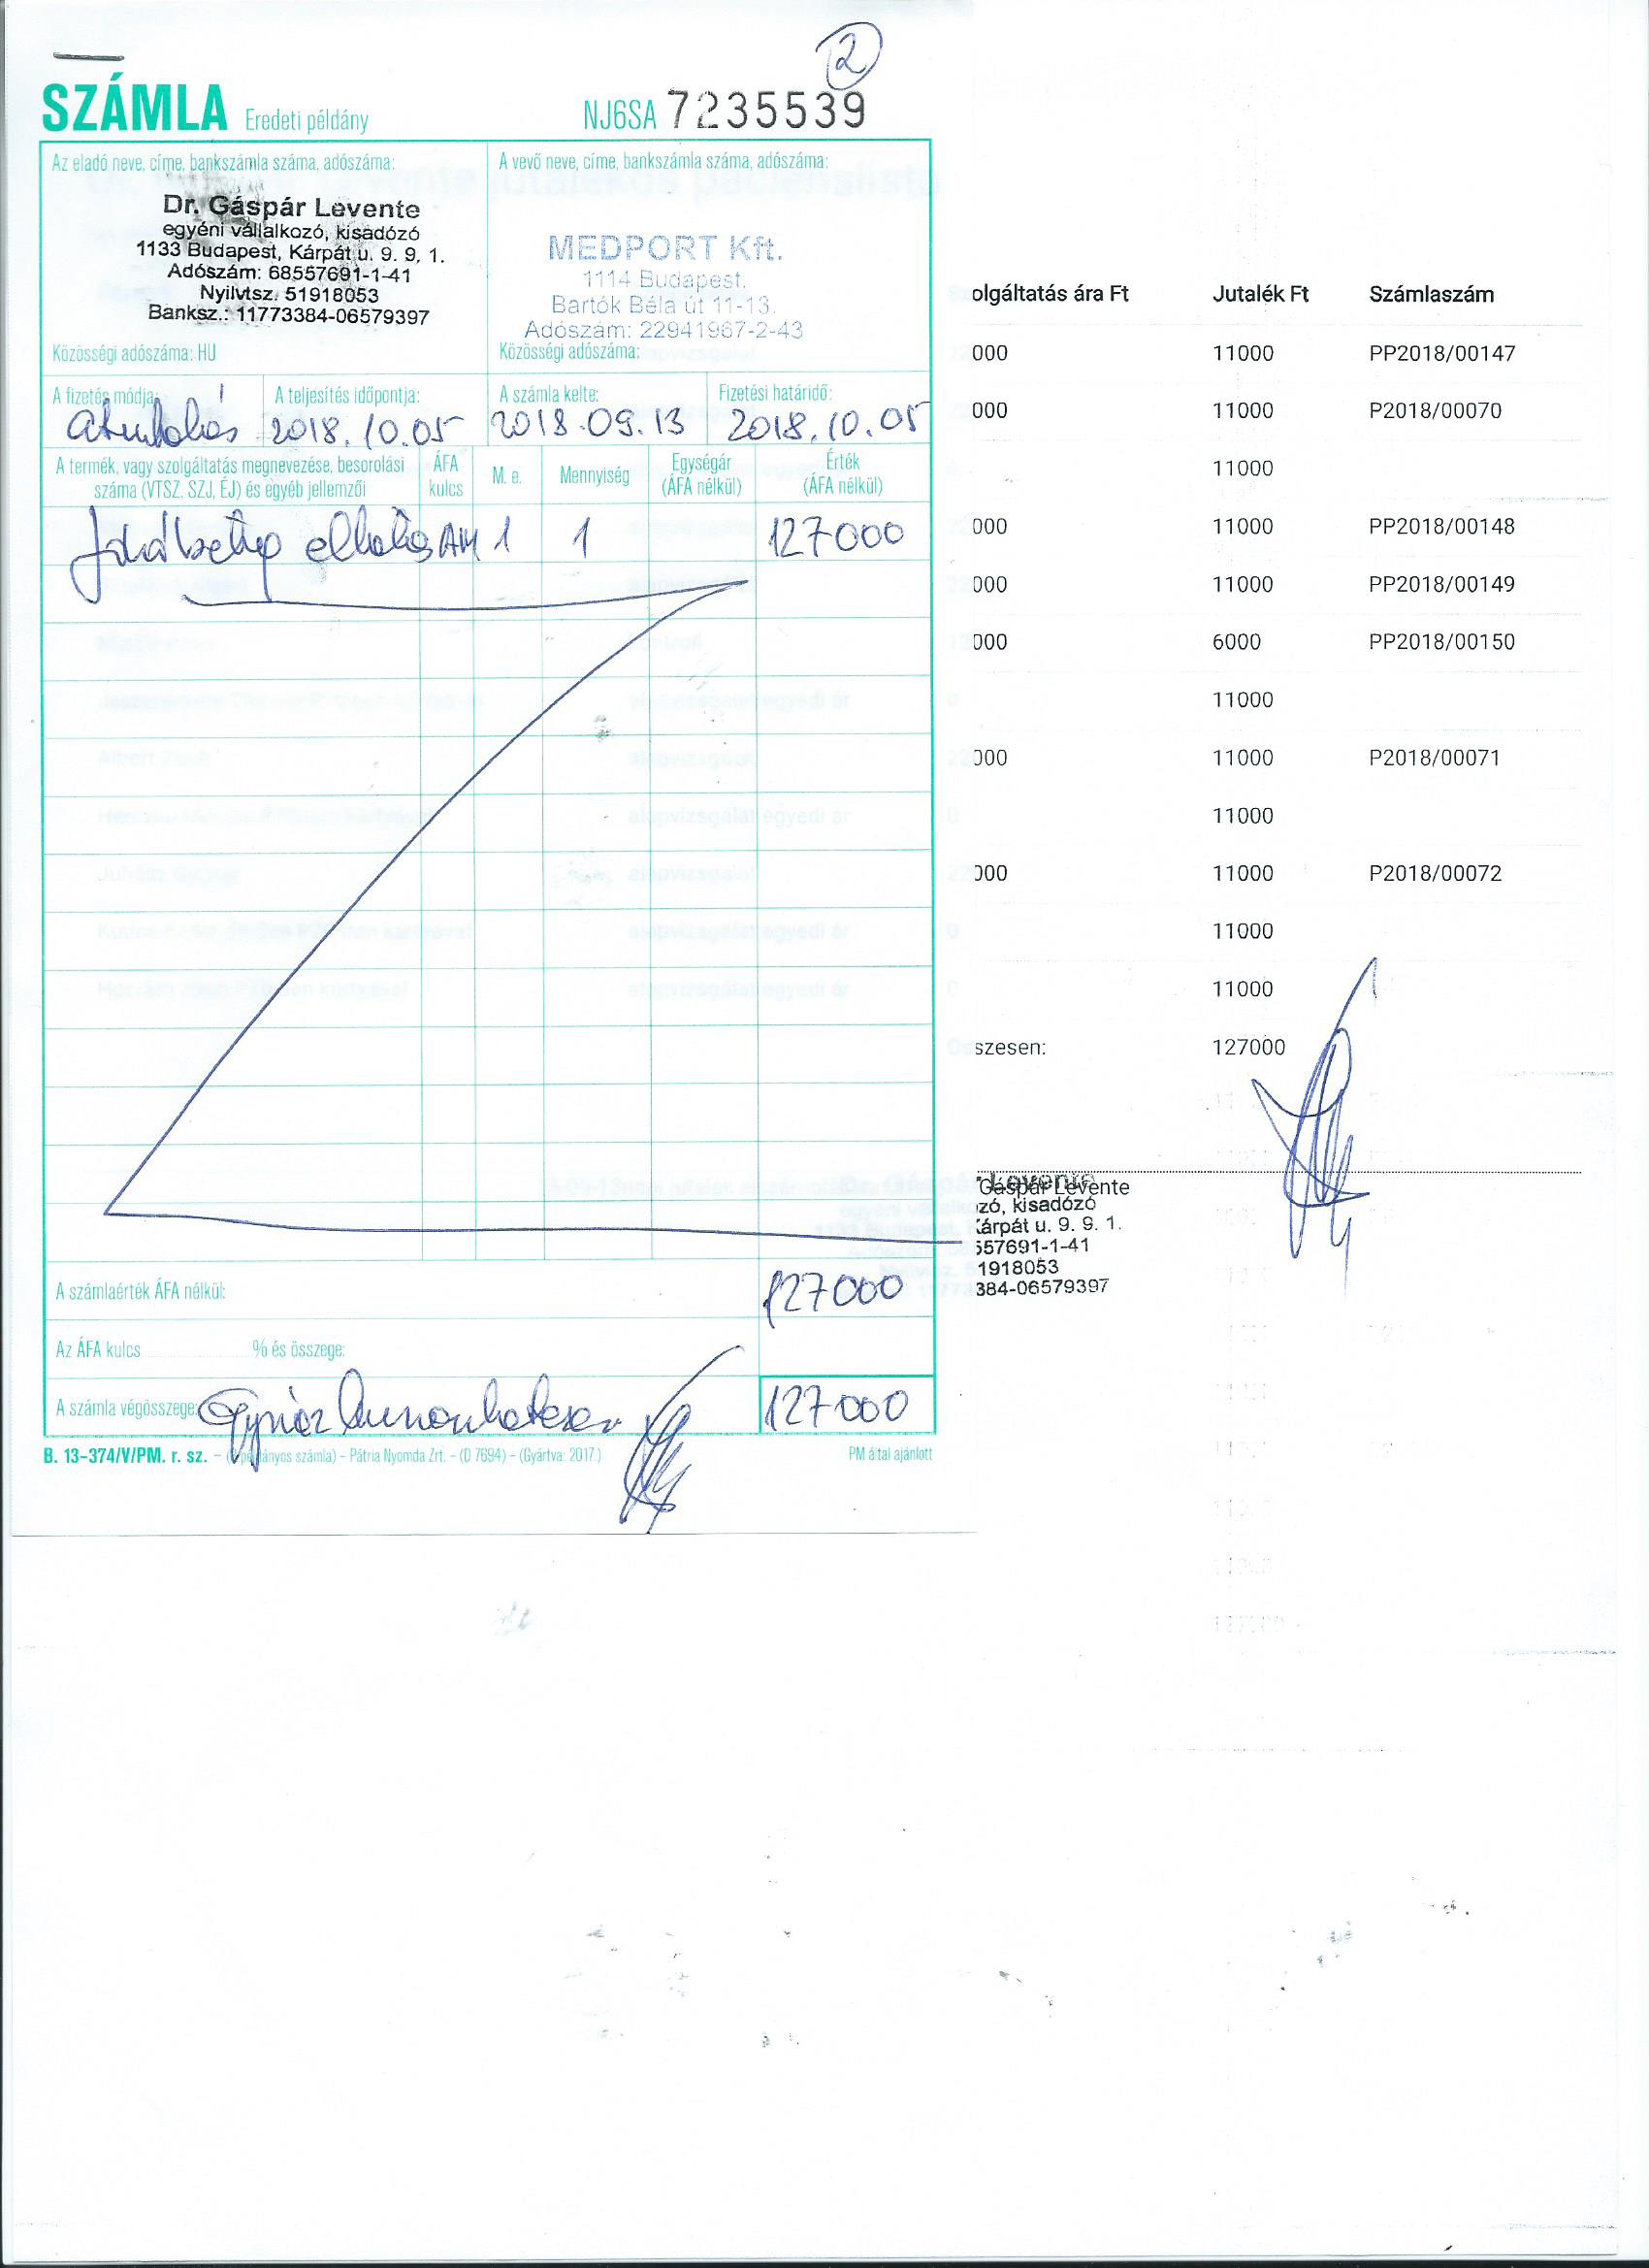 2
SZÁMLA Eredeti példány NJ6SA 7235539
Az eladó neve, címe, bankszámla száma, adószáma:
Dr. Gáspár Levente
egyéni vállalkozó, kisadózó
1133 Budapest, Kárpát u. 9. 9. 1.
Adószám: 68557691-1-41
Nyilvtsz. 51918053
Banksz.: 11773384-06579397
Közösségi adószáma: HU
A vevő neve, címe, bankszámla száma, adószáma:
MEDPORT Kft.
1114 Budapest.
Bartók Béla út 11-13.
Adószám: 22941967-2-43
Közösségi adószáma:
A fizetés módja: A teljesítés időpontja: A számla kelte: Fizetési határidő:
átutalás 2018.10.05 2018.09.13 2018.10.05
A termék, vagy szolgáltatás megnevezése, besorolási száma (VTSZ, SZJ, ÉJ) és egyéb jellemzői
ÁFA kulcs
M. e.
Mennyiség
Egységár (ÁFA nélkül)
Érték (ÁFA nélkül)
ellátás AM 1 1 127000
A számlaérték ÁFA nélkül: 127000
Az ÁFA kulcs % és összege:
A számla végösszege: 127000
B. 13-374/V/PM. r. sz. – Pátria Nyomda Zrt. – (D 7694) – (Gyártva: 2017) PM által ajánlott
olgáltatás ára Ft Jutalék Ft Számlaszám
000 11000 PP2018/00147
000 11000 P2018/00070
11000
000 11000 PP2018/00148
000 11000 PP2018/00149
000 6000 PP2018/00150
11000
000 11000 P2018/00071
11000
000 11000 P2018/00072
11000
11000
szesen: 127000
Gáspár Levente
zó, kisadózó
Kárpát u. 9. 9. 1.
557691-1-41
1918053
384-06579397